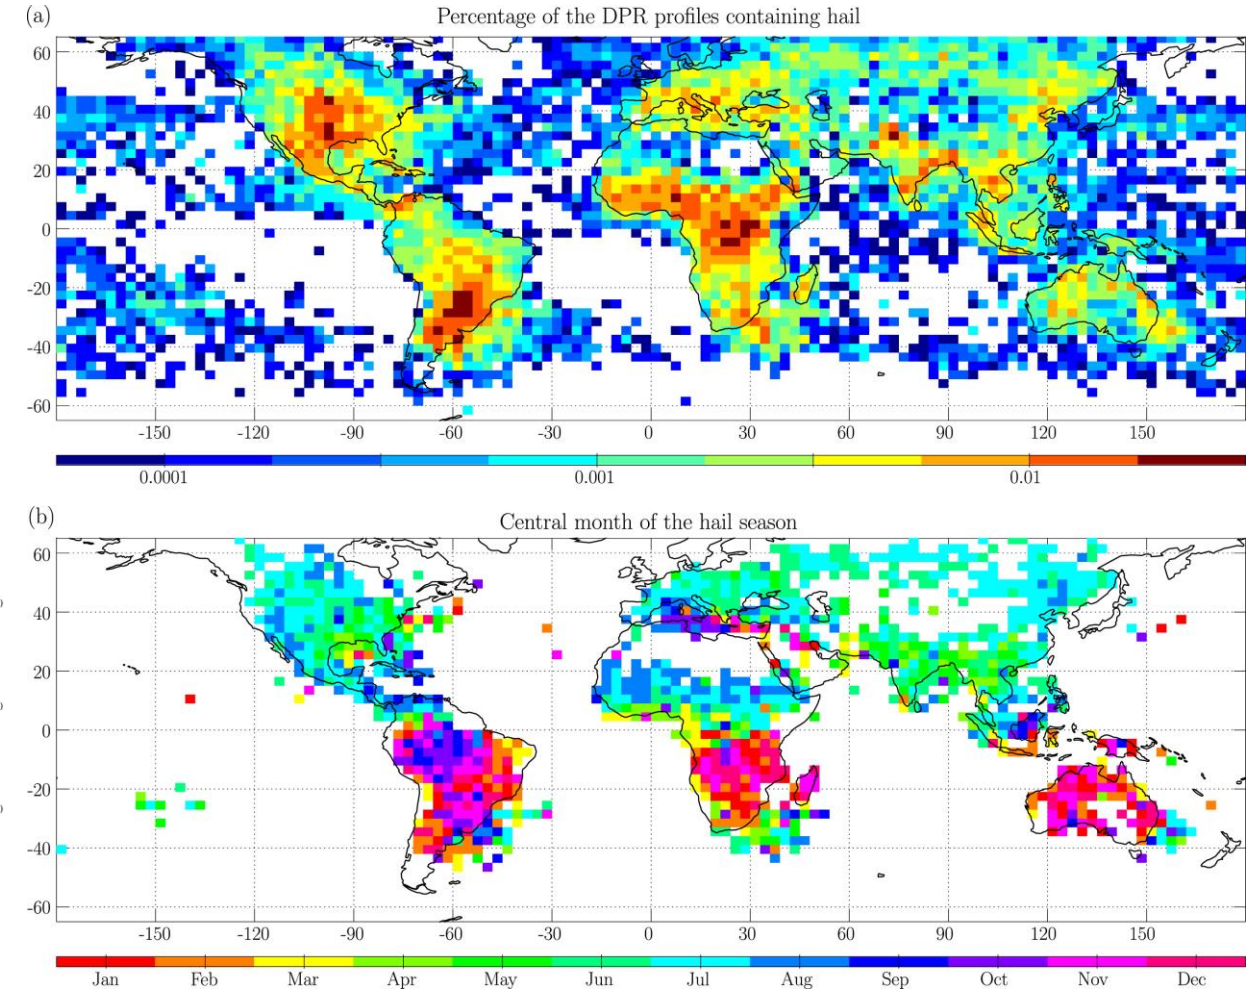 (a)
Percentage of the DPR profiles containing hail
60
40
20
0
-20
-40
-60
-150 -120 -90 -60 -30 0 30 60 90 120 150
0.0001 0.001 0.01
(b)
Central month of the hail season
60
40
20
0
-20
-40
-60
-150 -120 -90 -60 -30 0 30 60 90 120 150
Jan Feb Mar Apr May Jun Jul Aug Sep Oct Nov Dec